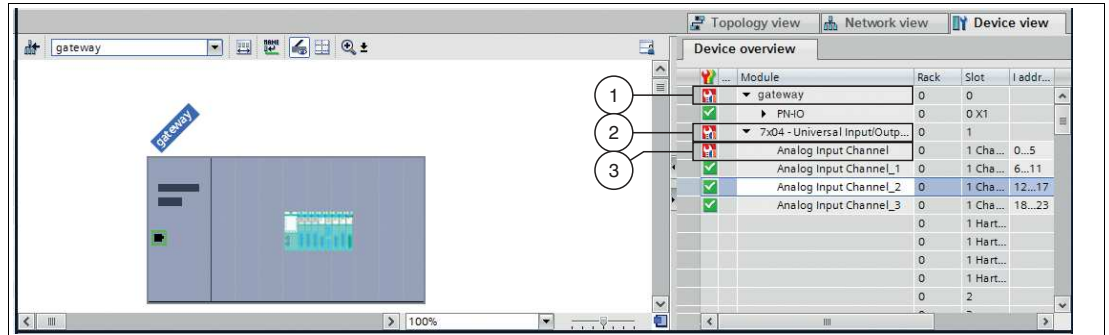 Topology view Network view Device view
gateway
Device overview
... Module Rack Slot I addr...
1 gateway 0 0
PN-IO 0 0 X1
2 7x04 - Universal Input/Outp... 0 1
Analog Input Channel 0 1 Cha... 0...5
3 Analog Input Channel_1 0 1 Cha... 6...11
Analog Input Channel_2 0 1 Cha... 12...17
Analog Input Channel_3 0 1 Cha... 18...23
0 1 Hart...
0 1 Hart...
0 1 Hart...
0 1 Hart...
0 2
gateway
100%